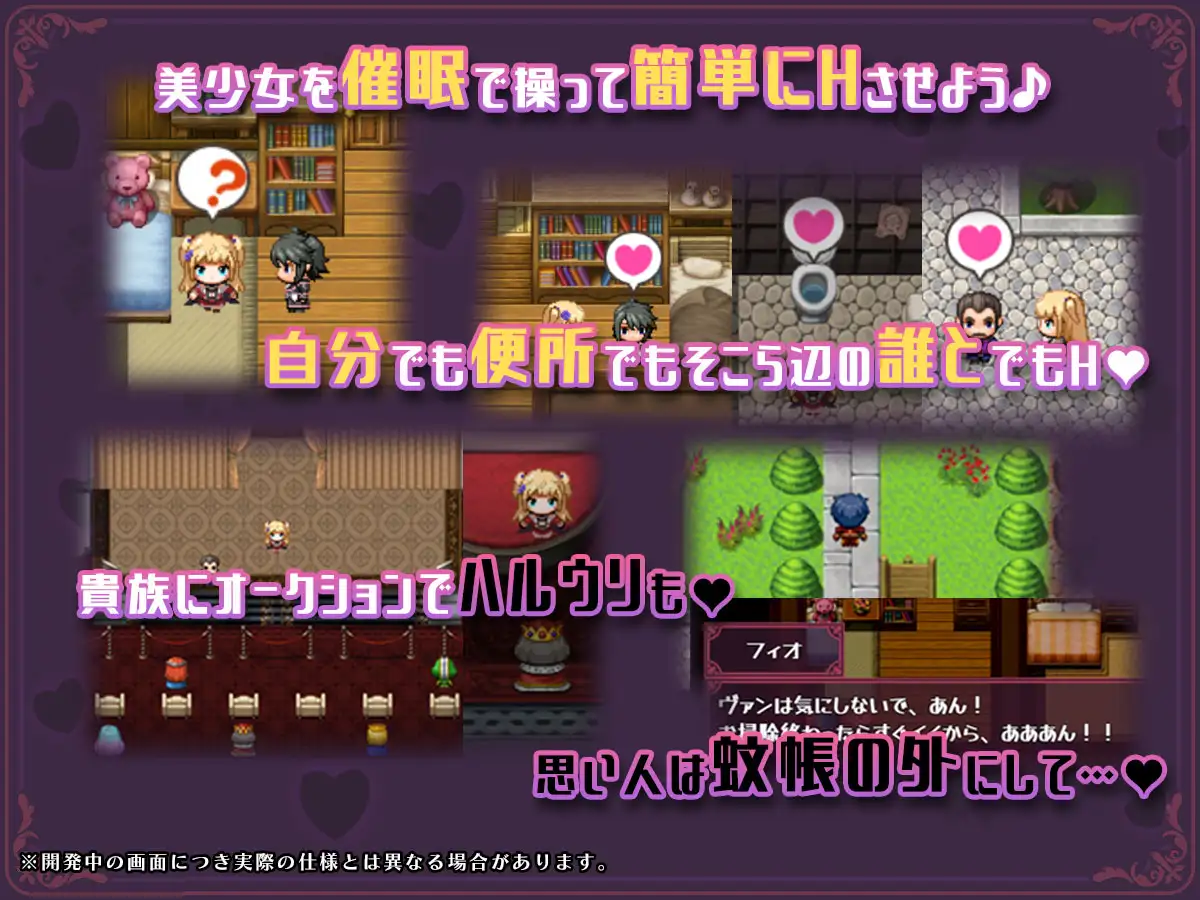 美少女を催眠で操って簡単にHさせよう♪
自分でも便所でもそこら辺の誰とでもH♥
貴族にオークションでハルウリも♥
フィオ
ヴァンは気にしないで、あん！
から、あああん！！
思い人は蚊帳の外にして…♥
※開発中の画面につき実際の仕様とは異なる場合があります。